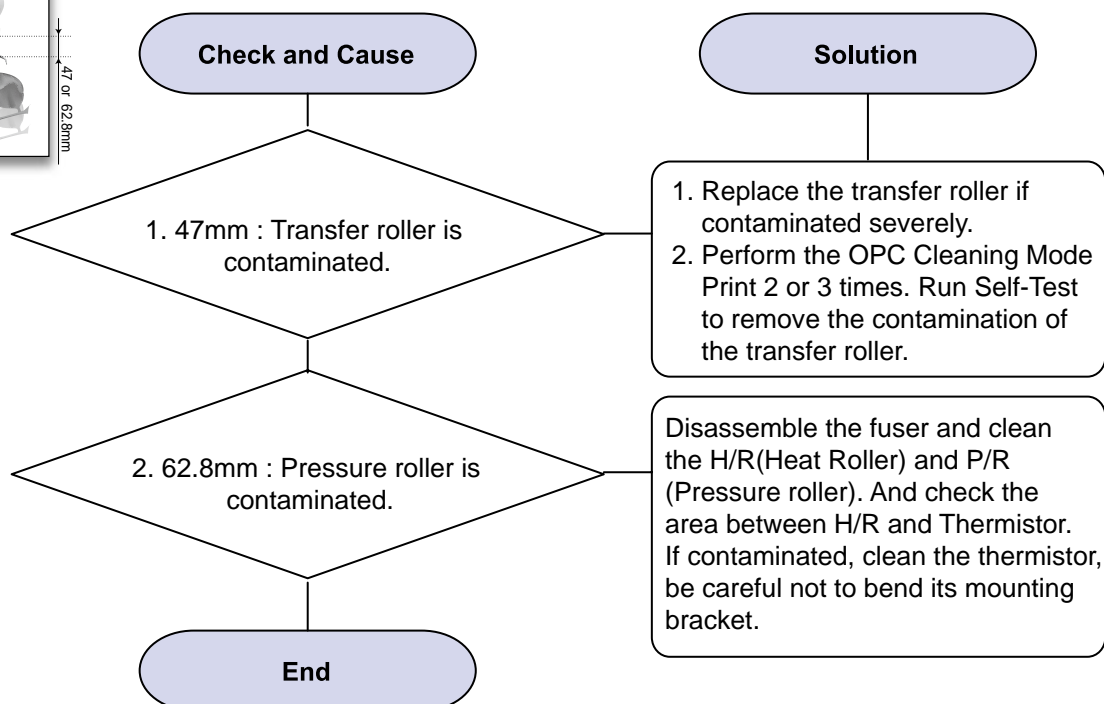 47 or 62.8mm
Check and Cause
Solution
1. 47mm : Transfer roller is
contaminated.
1. Replace the transfer roller if
contaminated severely.
2. Perform the OPC Cleaning Mode
Print 2 or 3 times. Run Self-Test
to remove the contamination of
the transfer roller.
2. 62.8mm : Pressure roller is
contaminated.
Disassemble the fuser and clean
the H/R(Heat Roller) and P/R
(Pressure roller). And check the
area between H/R and Thermistor.
If contaminated, clean the thermistor,
be careful not to bend its mounting
bracket.
End